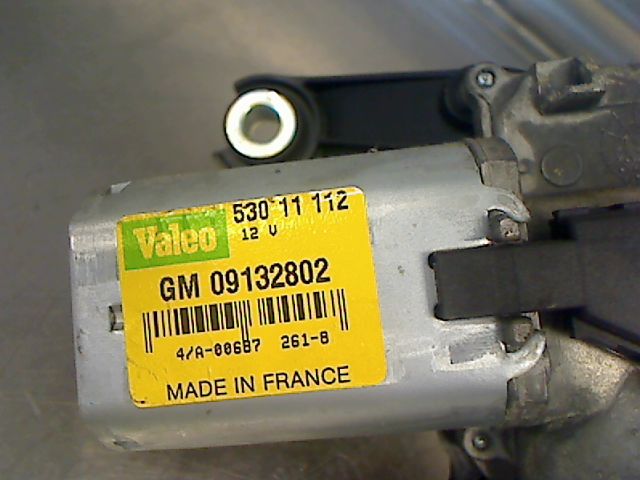 Valeo 530 11 112
12 V
GM 09132802
4/A-00687 261-8
MADE IN FRANCE